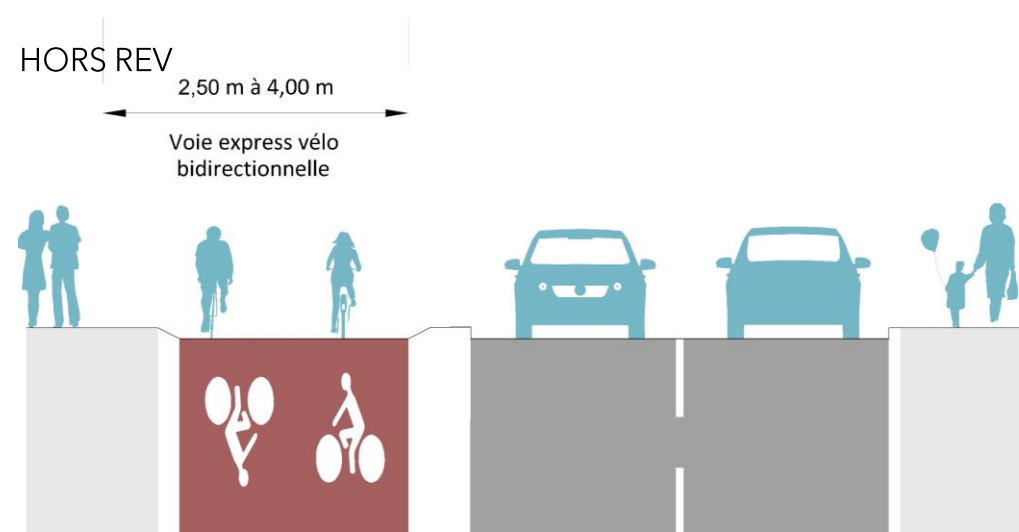 HORS REV
2,50 m à 4,00 m
Voie express vélo
bidirectionnelle